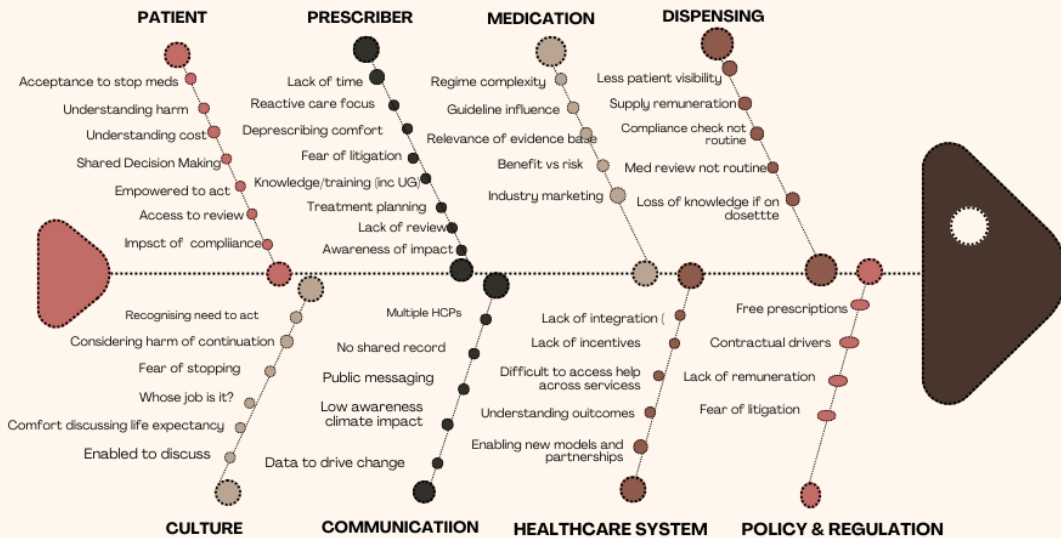 PATIENT
Acceptance to stop meds
Understanding harm
Understanding cost
Shared Decision Making
Empowered to act
Access to review
Impsct of compliiance
PRESCRIBER
Lack of time
Reactive care focus
Deprescribing comfort
Fear of litigation
Knowledge/training (inc UG)
Treatment planning
Lack of review
Awareness of impact
MEDICATION
Regime complexity
Guideline influence
Relevance of evidence base
Benefit vs risk
Industry marketing
DISPENSING
Less patient visibility
Supply remuneration
Compliance check not
routine
Med review not routine
Loss of knowledge if on
dosettte
Recognising need to act
Considering harm of continuation
Fear of stopping
Whose job is it?
Comfort discussing life expectancy
Enabled to discuss
CULTURE
Multiple HCPs
No shared record
Public messaging
Low awareness
climate impact
Data to drive change
COMMUNICATIION
Lack of integration (
Lack of incentives
Difficult to access help
across servicess
Understanding outcomes
Enabling new models and
partnerships
HEALTHCARE SYSTEM
Free prescriptions
Contractual drivers
Lack of remuneration
Fear of litigation
POLICY & REGULATION